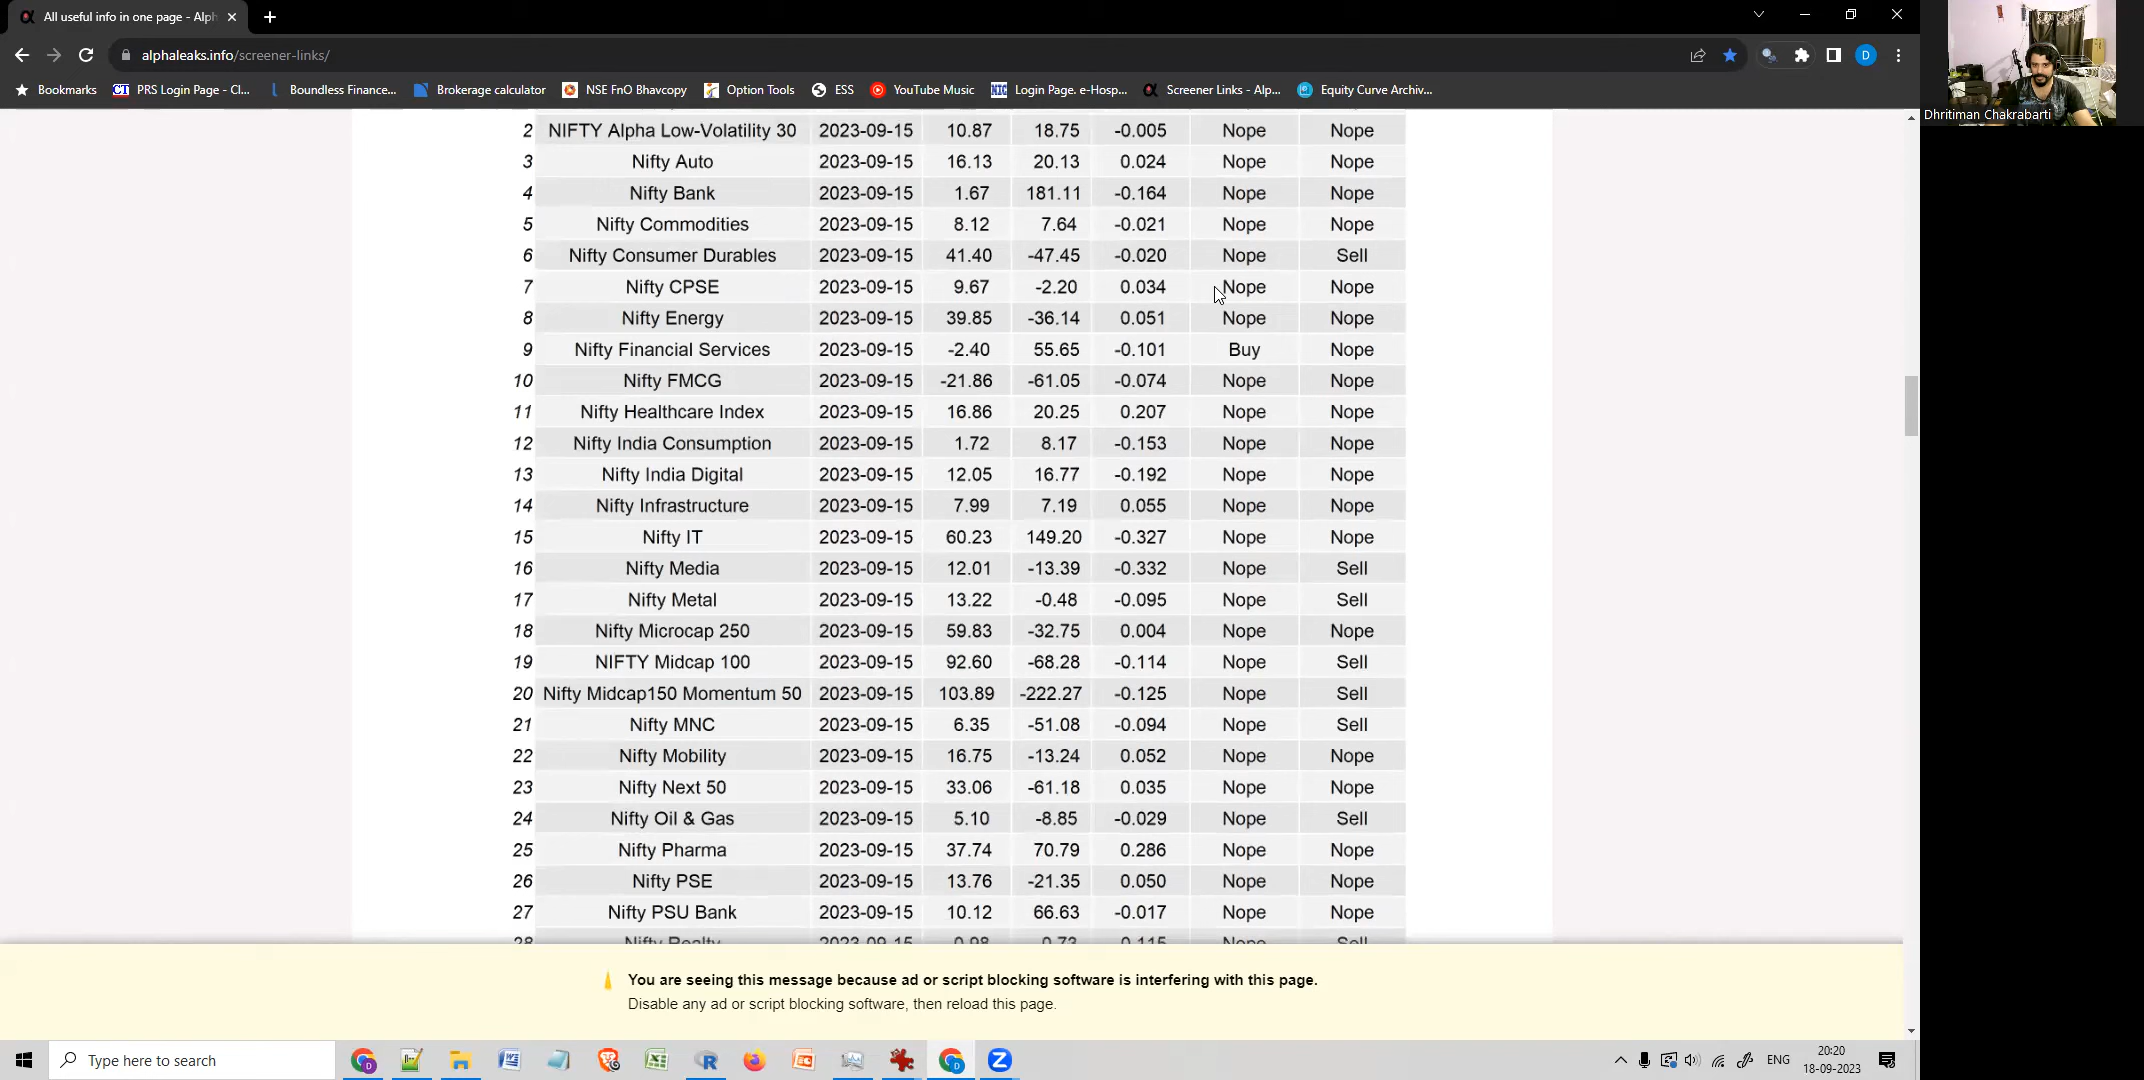 All useful info in one page - Alph
alphaleaks.info/screener-links/
Bookmarks PRS Login Page - Cl... Boundless Finance... Brokerage calculator NSE FnO Bhavcopy Option Tools ESS YouTube Music Login Page. e-Hosp... Screener Links - Alp... Equity Curve Archiv...
Dhritiman Chakrabarti
2 NIFTY Alpha Low-Volatility 30 2023-09-15 10.87 18.75 -0.005 Nope Nope
3 Nifty Auto 2023-09-15 16.13 20.13 0.024 Nope Nope
4 Nifty Bank 2023-09-15 1.67 181.11 -0.164 Nope Nope
5 Nifty Commodities 2023-09-15 8.12 7.64 -0.021 Nope Nope
6 Nifty Consumer Durables 2023-09-15 41.40 -47.45 -0.020 Nope Sell
7 Nifty CPSE 2023-09-15 9.67 -2.20 0.034 Nope Nope
8 Nifty Energy 2023-09-15 39.85 -36.14 0.051 Nope Nope
9 Nifty Financial Services 2023-09-15 -2.40 55.65 -0.101 Buy Nope
10 Nifty FMCG 2023-09-15 -21.86 -61.05 -0.074 Nope Nope
11 Nifty Healthcare Index 2023-09-15 16.86 20.25 0.207 Nope Nope
12 Nifty India Consumption 2023-09-15 1.72 8.17 -0.153 Nope Nope
13 Nifty India Digital 2023-09-15 12.05 16.77 -0.192 Nope Nope
14 Nifty Infrastructure 2023-09-15 7.99 7.19 0.055 Nope Nope
15 Nifty IT 2023-09-15 60.23 149.20 -0.327 Nope Nope
16 Nifty Media 2023-09-15 12.01 -13.39 -0.332 Nope Sell
17 Nifty Metal 2023-09-15 13.22 -0.48 -0.095 Nope Sell
18 Nifty Microcap 250 2023-09-15 59.83 -32.75 0.004 Nope Nope
19 NIFTY Midcap 100 2023-09-15 92.60 -68.28 -0.114 Nope Sell
20 Nifty Midcap150 Momentum 50 2023-09-15 103.89 -222.27 -0.125 Nope Sell
21 Nifty MNC 2023-09-15 6.35 -51.08 -0.094 Nope Sell
22 Nifty Mobility 2023-09-15 16.75 -13.24 0.052 Nope Nope
23 Nifty Next 50 2023-09-15 33.06 -61.18 0.035 Nope Nope
24 Nifty Oil & Gas 2023-09-15 5.10 -8.85 -0.029 Nope Sell
25 Nifty Pharma 2023-09-15 37.74 70.79 0.286 Nope Nope
26 Nifty PSE 2023-09-15 13.76 -21.35 0.050 Nope Nope
27 Nifty PSU Bank 2023-09-15 10.12 66.63 -0.017 Nope Nope
28 Nifty Realty 2023-09-15 Nope Sell
You are seeing this message because ad or script blocking software is interfering with this page.
Disable any ad or script blocking software, then reload this page.
Type here to search
ENG
20:20
18-09-2023